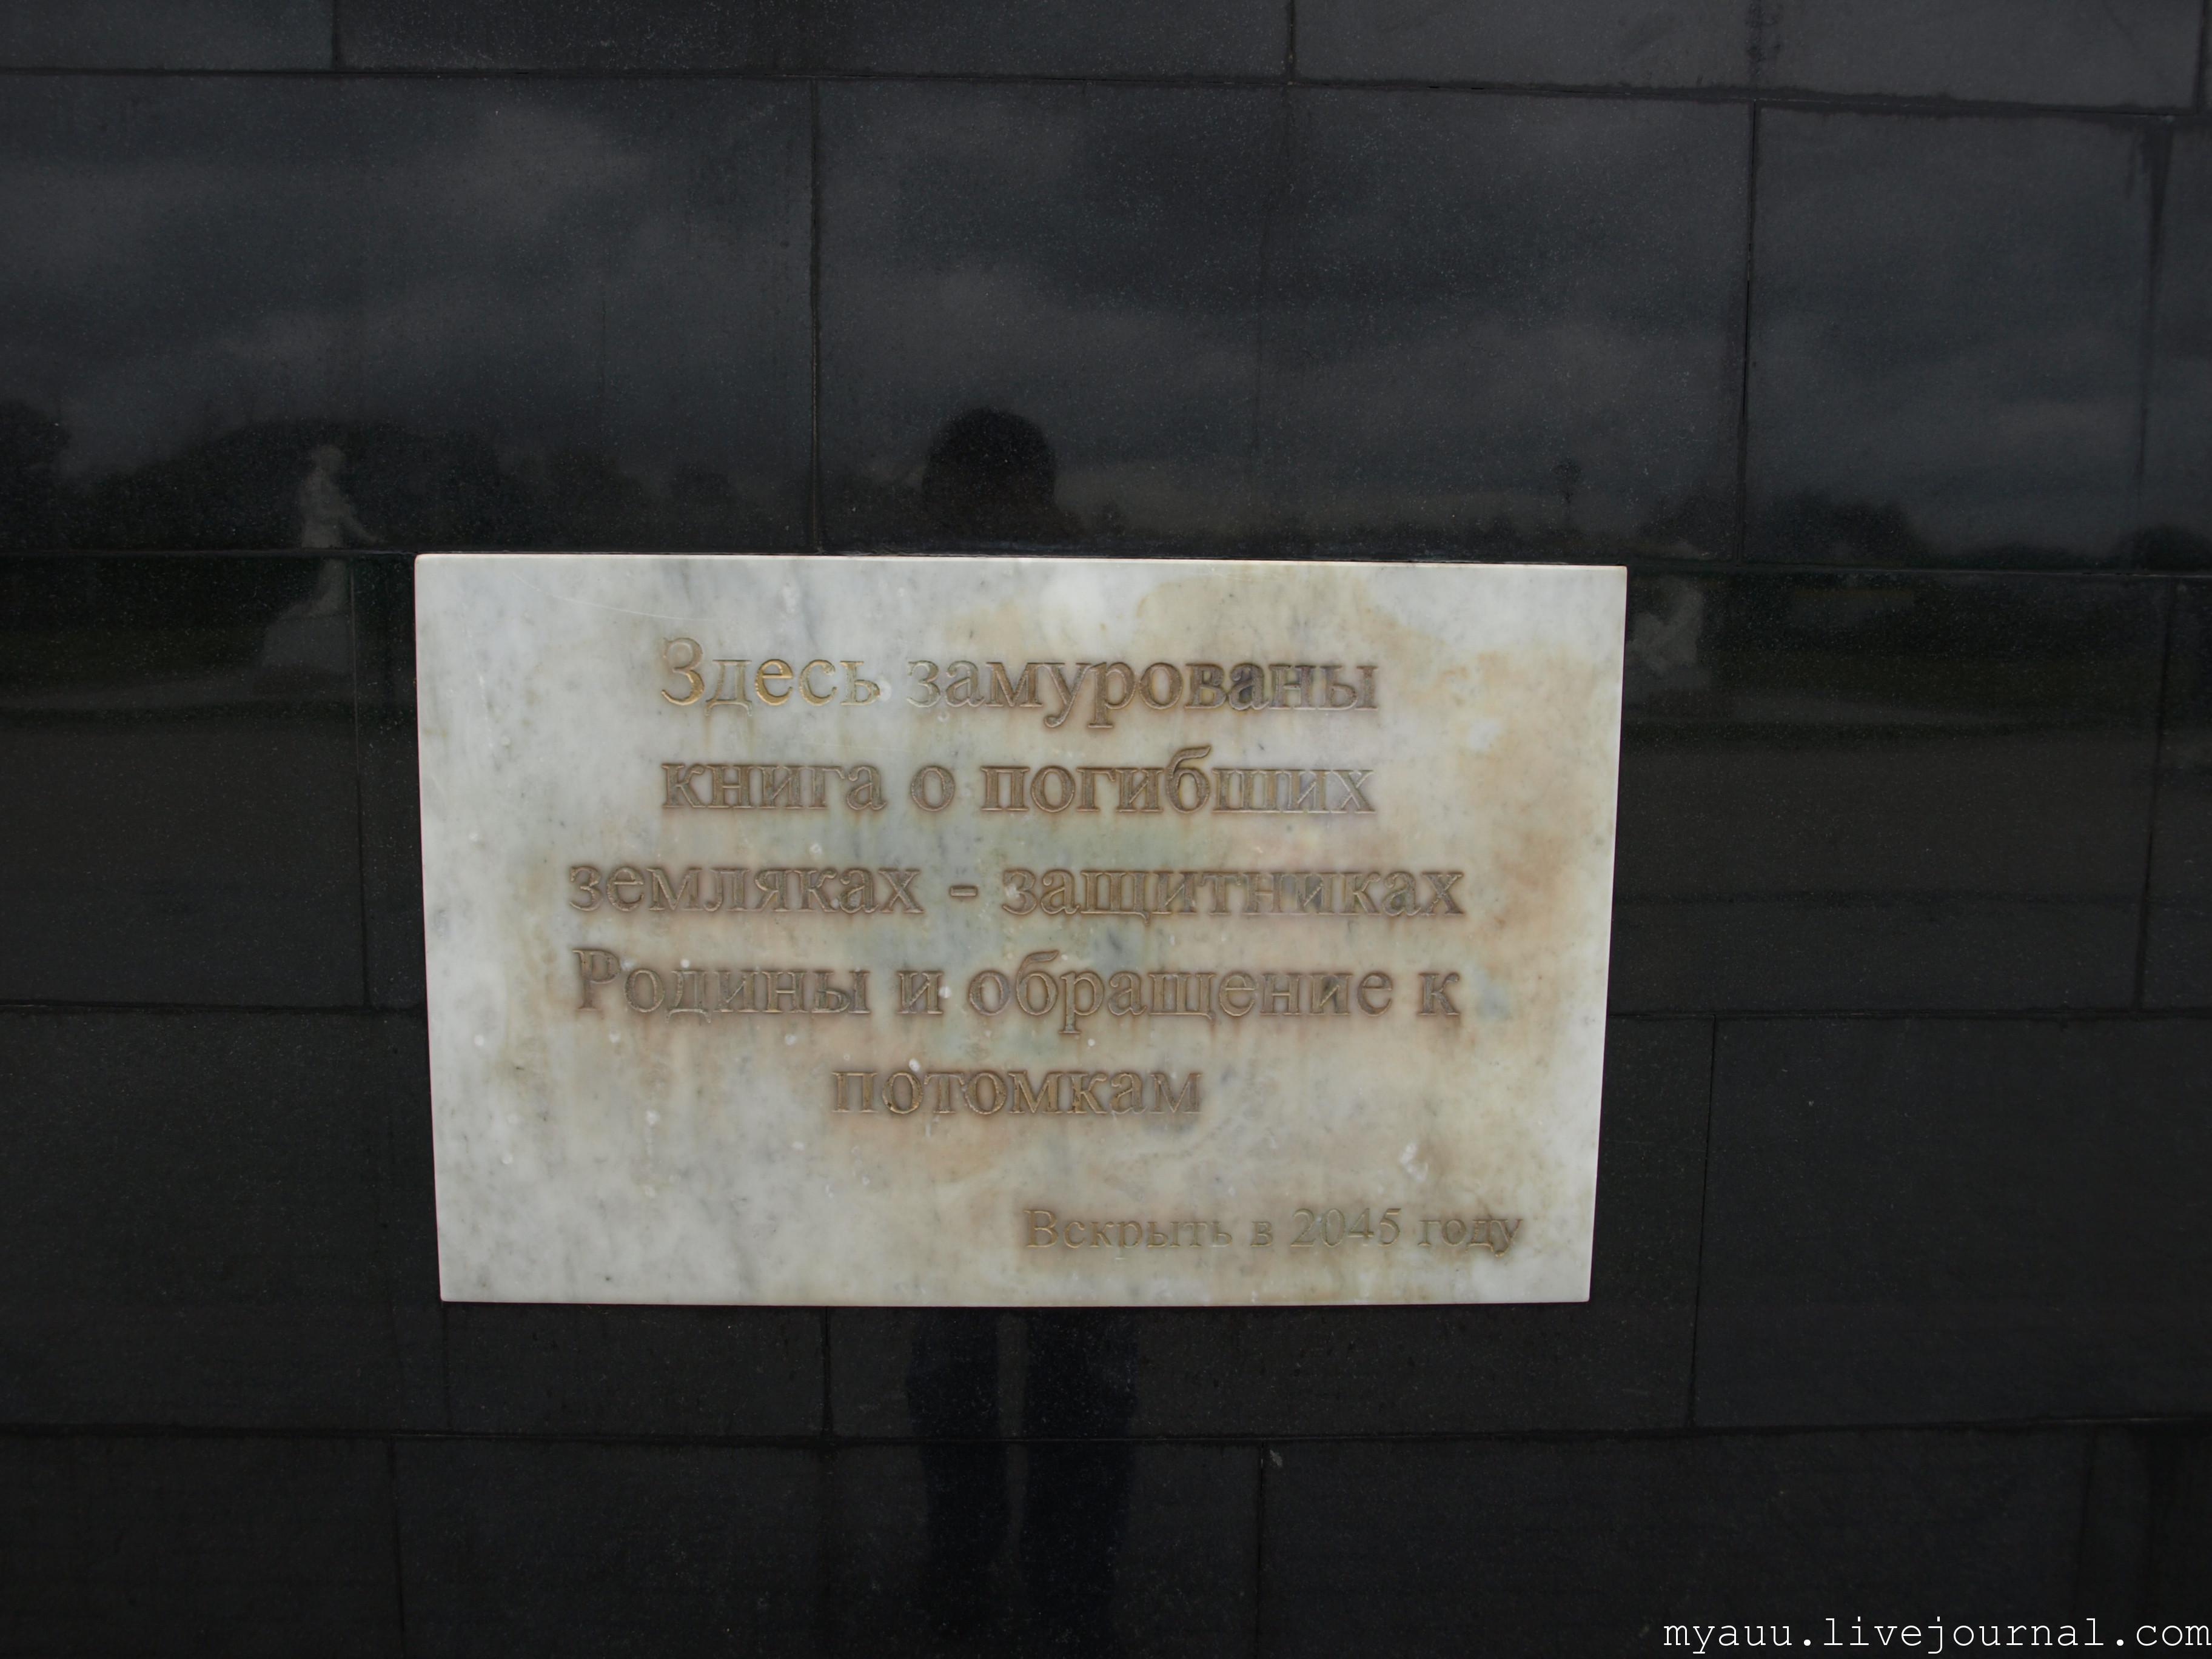 Здесь замурованы
книга о погибших
земляках - защитниках
Родины и обращение к
потомкам
Вскрыть в 2045 году
myauu.livejournal.com